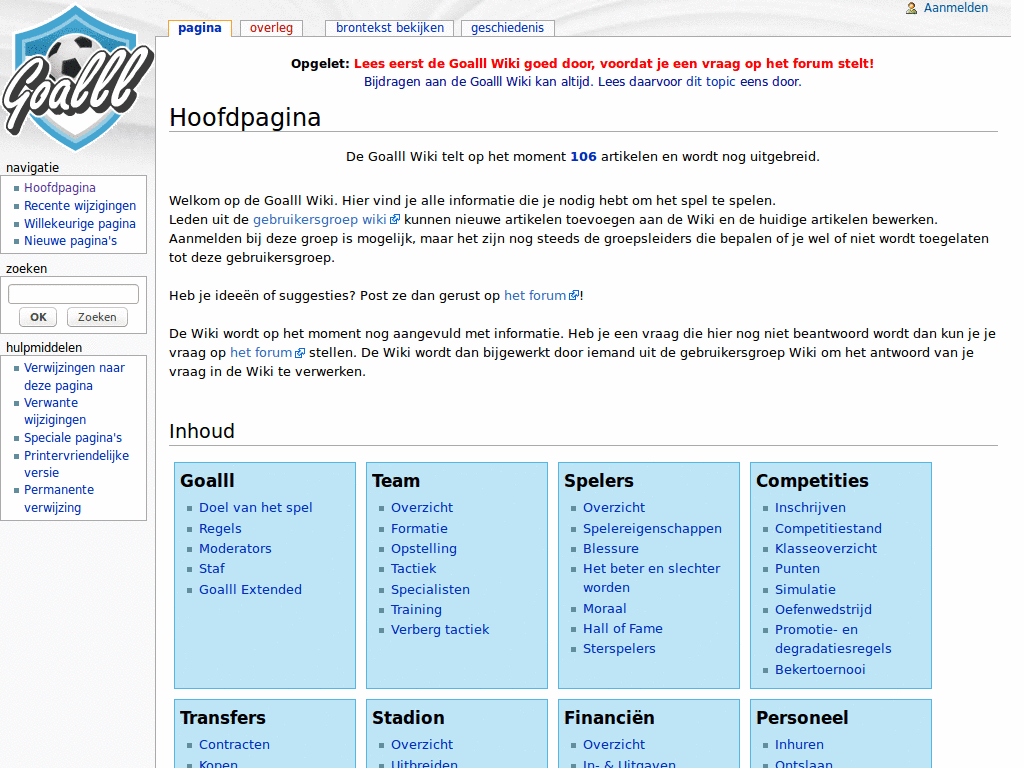 Aanmelden
pagina overleg brontekst bekijken geschiedenis
Goalll
Opgelet: Lees eerst de Goalll Wiki goed door, voordat je een vraag op het forum stelt!
Bijdragen aan de Goalll Wiki kan altijd. Lees daarvoor dit topic eens door.
Hoofdpagina
De Goalll Wiki telt op het moment 106 artikelen en wordt nog uitgebreid.
navigatie
Hoofdpagina
Recente wijzigingen
Willekeurige pagina
Nieuwe pagina's
zoeken
OK Zoeken
hulpmiddelen
Verwijzingen naar
deze pagina
Verwante
wijzigingen
Speciale pagina's
Printervriendelijke
versie
Permanente
verwijzing
Welkom op de Goalll Wiki. Hier vind je alle informatie die je nodig hebt om het spel te spelen.
Leden uit de gebruikersgroep wiki kunnen nieuwe artikelen toevoegen aan de Wiki en de huidige artikelen bewerken.
Aanmelden bij deze groep is mogelijk, maar het zijn nog steeds de groepsleiders die bepalen of je wel of niet wordt toegelaten
tot deze gebruikersgroep.
Heb je ideeën of suggesties? Post ze dan gerust op het forum!
De Wiki wordt op het moment nog aangevuld met informatie. Heb je een vraag die hier nog niet beantwoord wordt dan kun je je
vraag op het forum stellen. De Wiki wordt dan bijgewerkt door iemand uit de gebruikersgroep Wiki om het antwoord van je
vraag in de Wiki te verwerken.
Inhoud
Goalll
Doel van het spel
Regels
Moderators
Staf
Goalll Extended
Team
Overzicht
Formatie
Opstelling
Tactiek
Specialisten
Training
Verberg tactiek
Spelers
Overzicht
Spelereigenschappen
Blessure
Het beter en slechter
worden
Moraal
Hall of Fame
Sterspelers
Competities
Inschrijven
Competitiestand
Klasseoverzicht
Punten
Simulatie
Oefenwedstrijd
Promotie- en
degradatiesregels
Bekertoernooi
Transfers
Contracten
Kopen
Stadion
Overzicht
Uitbreiden
Financiën
Overzicht
In- & Uitgaven
Personeel
Inhuren
Ontslaan